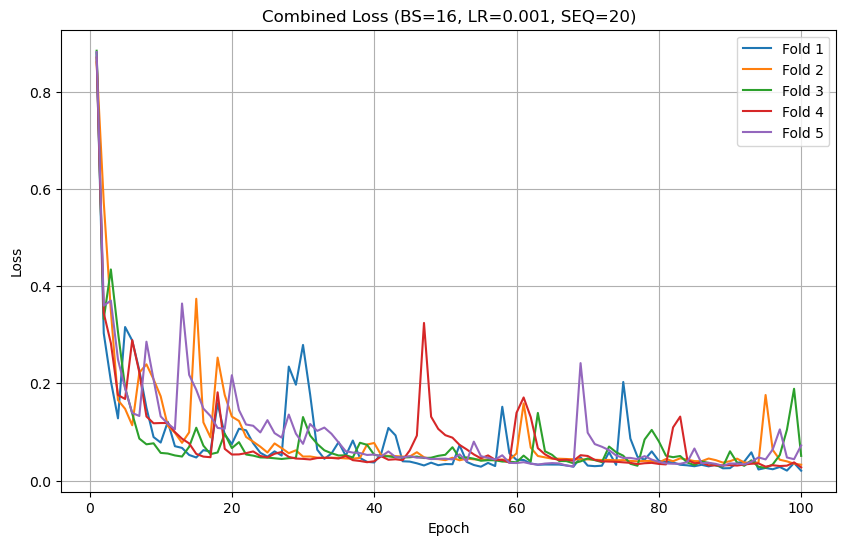 Combined Loss (BS=16, LR=0.001, SEQ=20)
Fold 1
Fold 2
Fold 3
Fold 4
Fold 5
Loss
0.8
0.6
0.4
0.2
0.0
0 20 40 60 80 100
Epoch